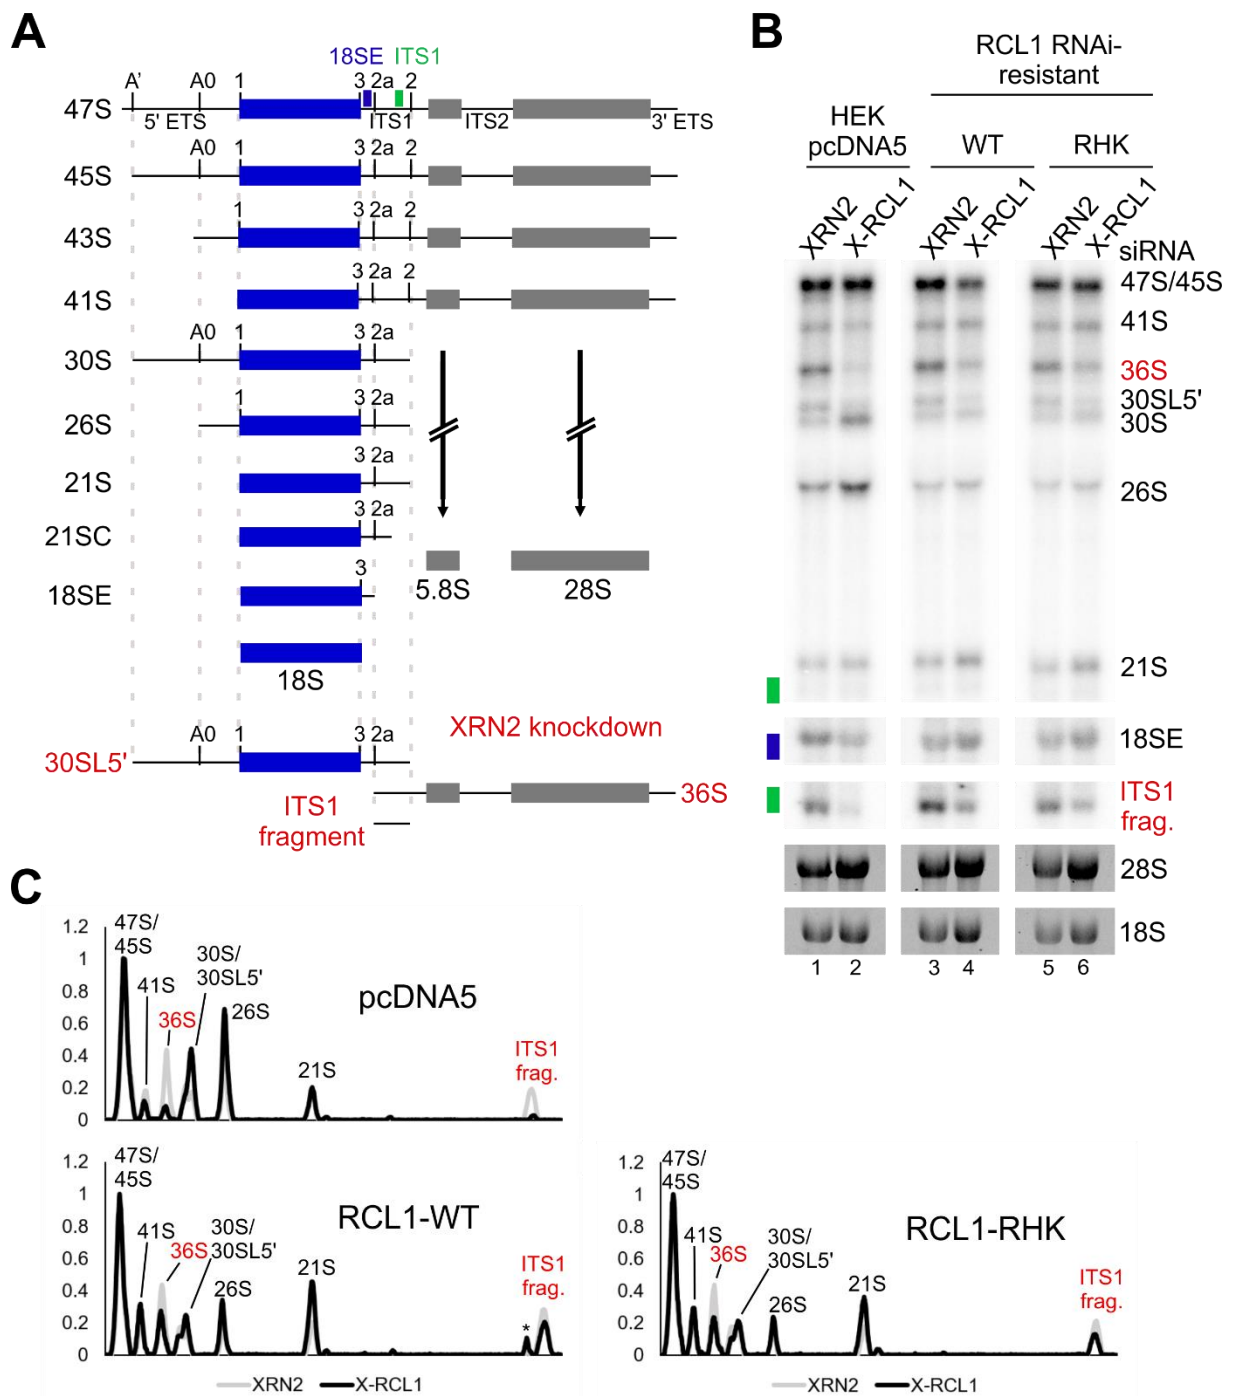 A
18SE ITS1
A' A0 1 3 2a 2
47S
5' ETS ITS1 ITS2 3' ETS
A0 1 3 2a 2
45S
1 3 2a 2
43S
3 2a 2
41S
A0 1 3 2a
30S
1 3 2a
26S
3 2a
21S
3 2a
21SC
3
18SE
5.8S 28S
18S
XRN2 knockdown
A0 1 3 2a
30SL5'
36S
ITS1
fragment
B
RCL1 RNAi-
resistant
HEK
pcDNA5 WT RHK
XRN2 X-RCL1 XRN2 X-RCL1 XRN2 X-RCL1
siRNA
47S/45S
41S
36S
30SL5'
30S
26S
21S
18SE
ITS1
frag.
28S
18S
1 2 3 4 5 6
C
pcDNA5
1.2
1
0.8
0.6
0.4
0.2
0
47S/
45S
41S
36S
30S/
30SL5'
26S
21S
ITS1
frag.
RCL1-WT
1.2
1
0.8
0.6
0.4
0.2
0
47S/
45S
41S
36S
30S/
30SL5'
26S
21S
*
ITS1
frag.
XRN2 X-RCL1
RCL1-RHK
1.2
1
0.8
0.6
0.4
0.2
0
47S/
45S
41S
36S
30S/
30SL5'
26S
21S
ITS1
frag.
XRN2 X-RCL1